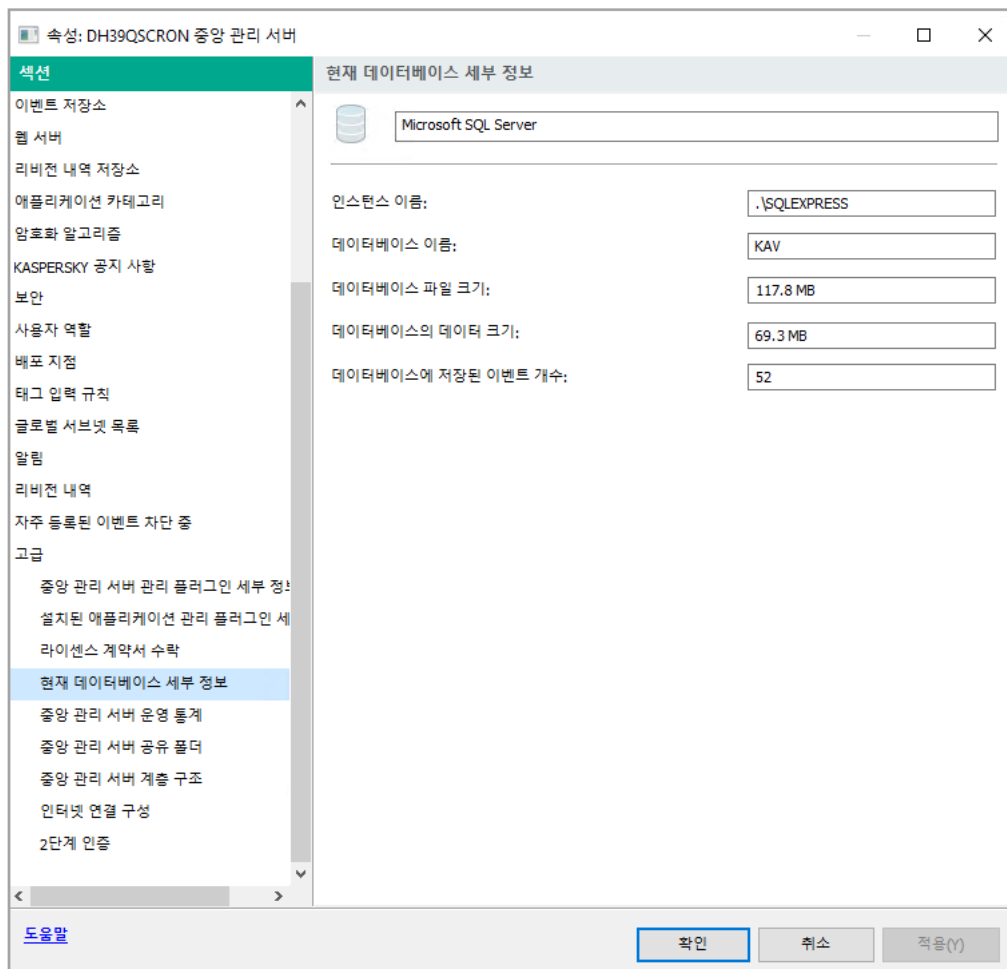 속성: DH39QSCRON 중앙 관리 서버
섹션
이벤트 저장소
웹 서버
리비전 내역 저장소
애플리케이션 카테고리
암호화 알고리즘
KASPERSKY 공지 사항
보안
사용자 역할
배포 지점
태그 입력 규칙
글로벌 서브넷 목록
알림
리비전 내역
자주 등록된 이벤트 차단 중
고급
중앙 관리 서버 관리 플러그인 세부 정보
설치된 애플리케이션 관리 플러그인 세
라이센스 계약서 수락
현재 데이터베이스 세부 정보
중앙 관리 서버 운영 통계
중앙 관리 서버 공유 폴더
중앙 관리 서버 계층 구조
인터넷 연결 구성
2단계 인증
현재 데이터베이스 세부 정보
Microsoft SQL Server
인스턴스 이름: .\SQLEXPRESS
데이터베이스 이름: KAV
데이터베이스 파일 크기: 117.8 MB
데이터베이스의 데이터 크기: 69.3 MB
데이터베이스에 저장된 이벤트 개수: 52
도움말
확인 취소 적용(Y)